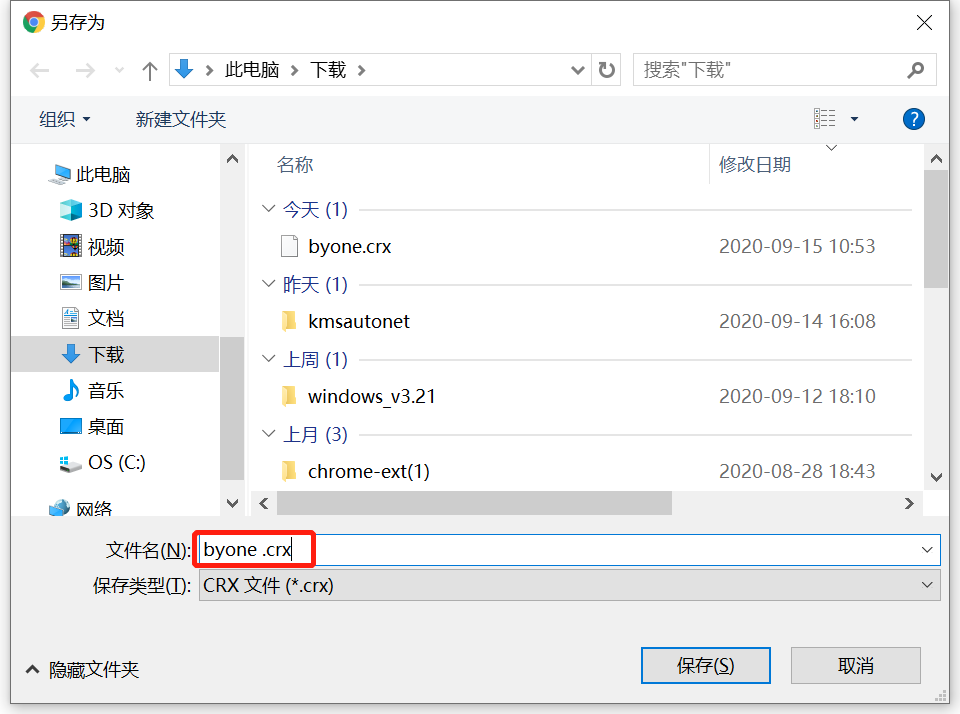 另存为
此电脑 下载
搜索"下载"
组织 新建文件夹
?
此电脑
3D 对象
视频
图片
文档
下载
音乐
桌面
OS (C:)
网络
名称 修改日期
今天 (1)
byone.crx 2020-09-15 10:53
昨天 (1)
kmsautonet 2020-09-14 16:08
上周 (1)
windows_v3.21 2020-09-12 18:10
上月 (3)
chrome-ext(1) 2020-08-28 18:43
文件名(N): byone .crx
保存类型(T): CRX 文件 (*.crx)
隐藏文件夹 保存(S) 取消